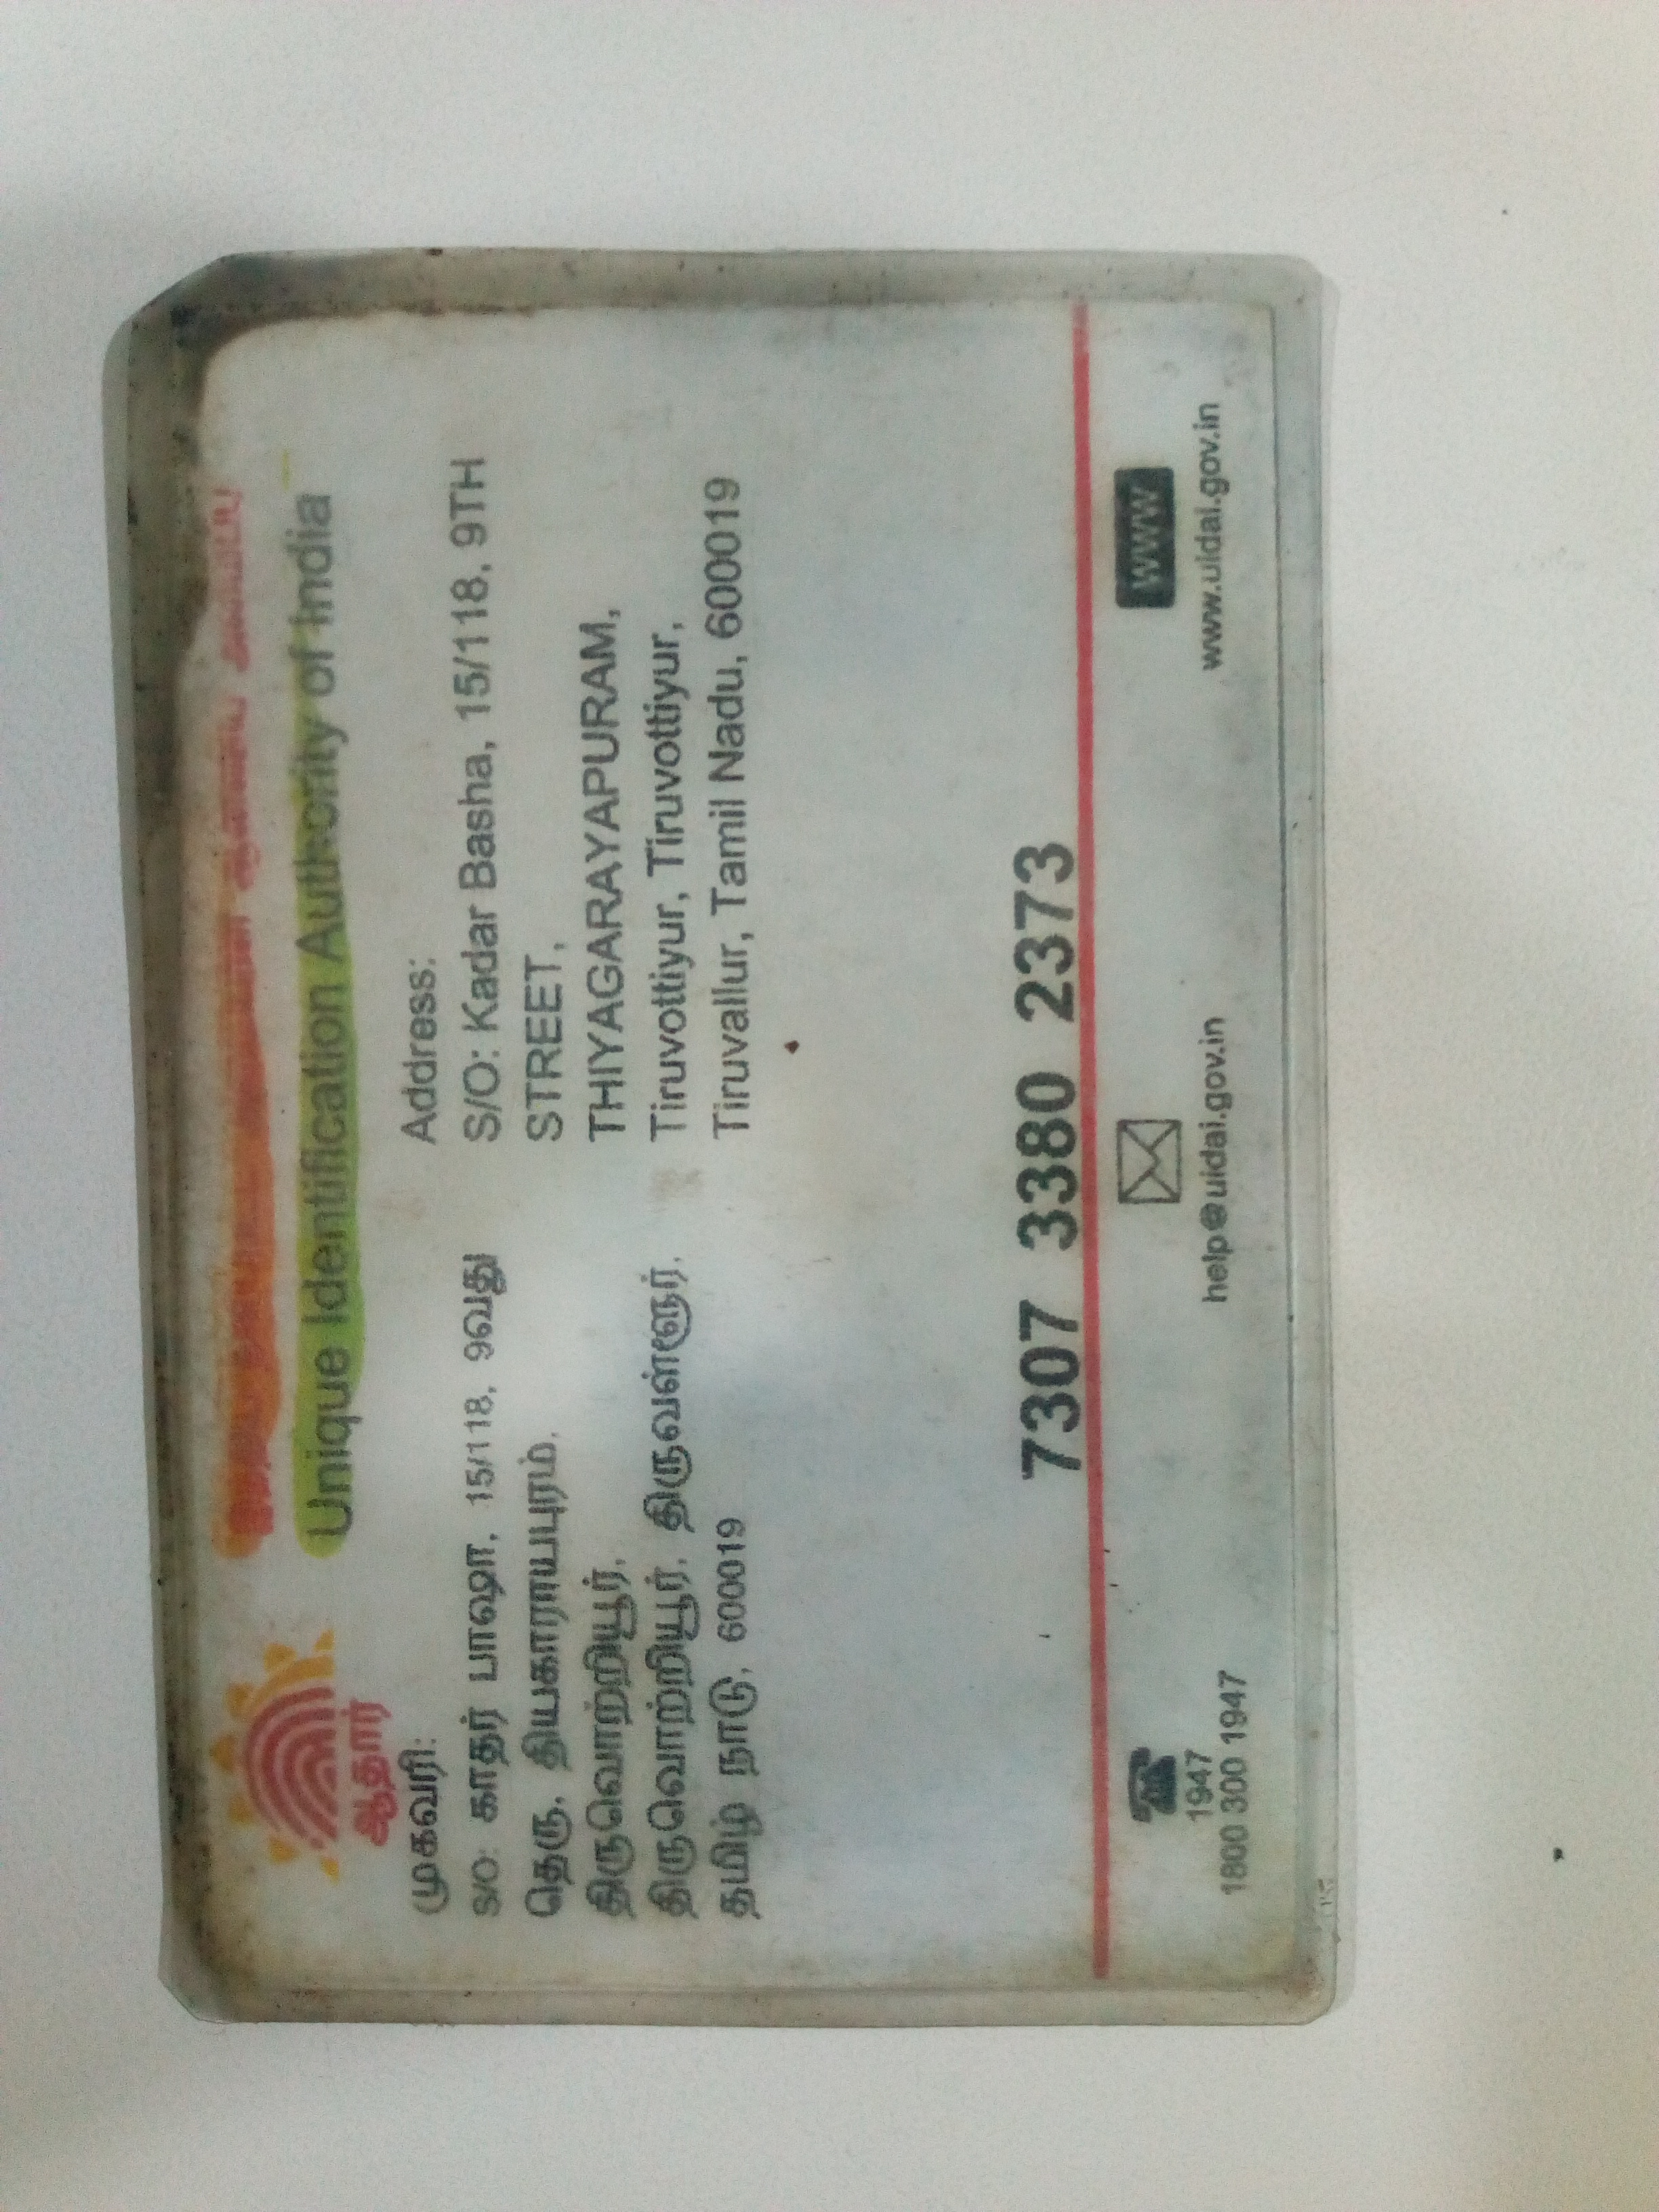 Unique Identification Authority of India
ஆதார்
முகவரி:
S/O: காதர் பாஷா, 15/118, 9வது
தெரு, தியகாராயபுரம்,
திருவொற்றியூர்,
திருவொற்றியூர், திருவள்ளூர்,
தமிழ் நாடு, 600019
Address:
S/O: Kadar Basha, 15/118, 9TH
STREET,
THIYAGARAYAPURAM,
Tiruvottiyur, Tiruvottiyur,
Tiruvallur, Tamil Nadu, 600019
7307 3380 2373
1947
1800 300 1947
help@uidai.gov.in
www
www.uidai.gov.in